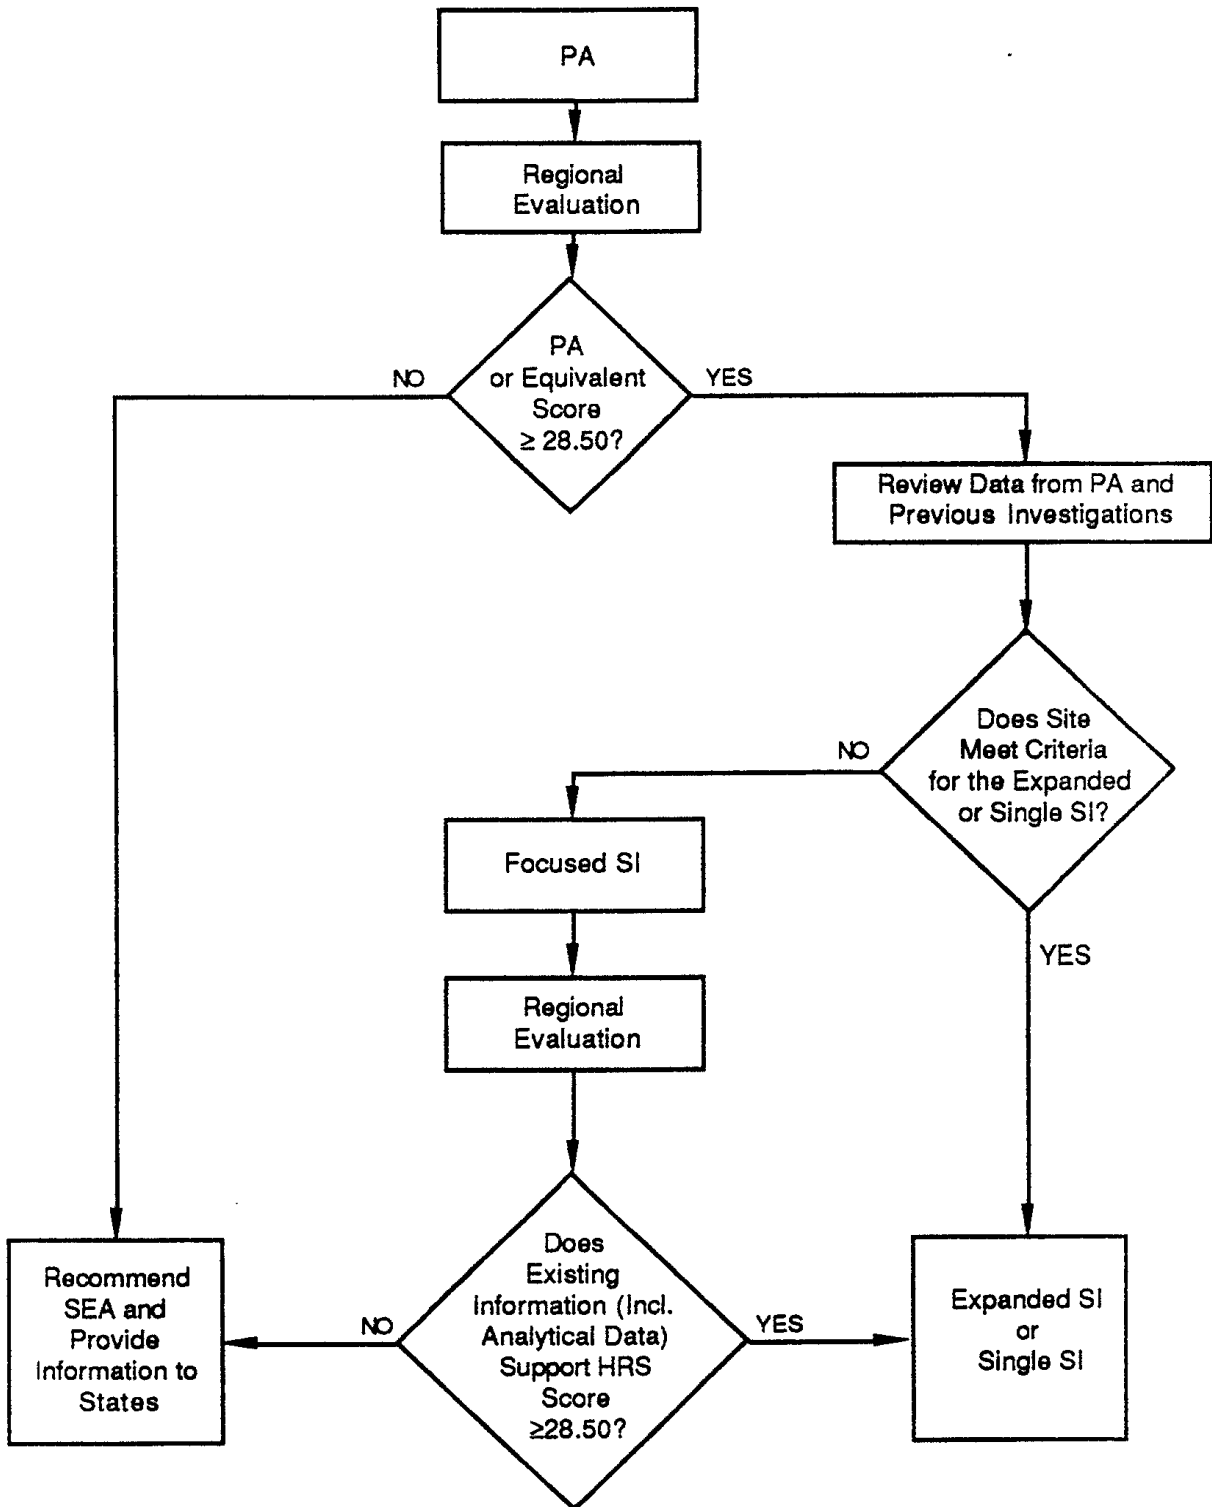 PA
Regional
Evaluation
PA
or Equivalent
Score
≥ 28.50?
NO
YES
Review Data from PA and
Previous Investigations
Does Site
Meet Criteria
for the Expanded
or Single SI?
NO
YES
Focused SI
Regional
Evaluation
Does
Existing
Information (Incl.
Analytical Data)
Support HRS
Score
≥28.50?
NO
YES
Recommend
SEA and
Provide
Information to
States
Expanded SI
or
Single SI